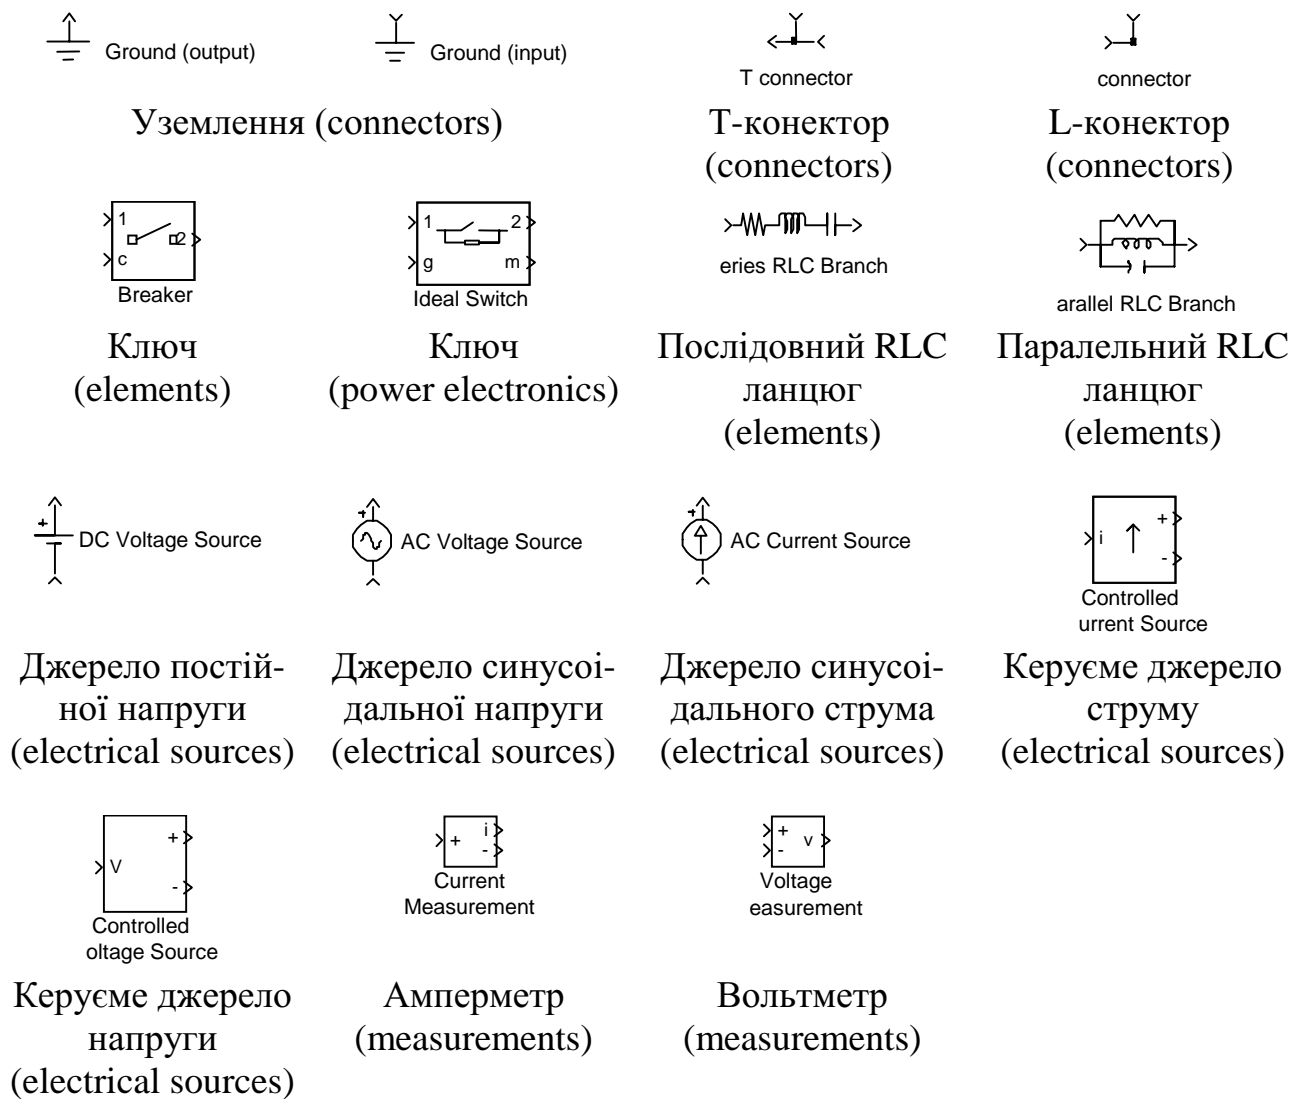 Ground (output)
Ground (input)
T connector
connector
Уземлення (connectors)
Т-конектор
(connectors)
L-конектор
(connectors)
1
2
c
Breaker
1
2
g
m
Ideal Switch
eries RLC Branch
arallel RLC Branch
Ключ
(elements)
Ключ
(power electronics)
Послідовний RLC
ланцюг
(elements)
Паралельний RLC
ланцюг
(elements)
+
DC Voltage Source
+
AC Voltage Source
+
AC Current Source
i
+
-
Controlled
urrent Source
Джерело постій-
ної напруги
(electrical sources)
Джерело синусоі-
дальної напруги
(electrical sources)
Джерело синусоі-
дального струма
(electrical sources)
Керуєме джерело
струму
(electrical sources)
V
+
-
Controlled
oltage Source
+
i
-
Current
Measurement
+
-
v
Voltage
easurement
Керуєме джерело
напруги
(electrical sources)
Амперметр
(measurements)
Вольтметр
(measurements)